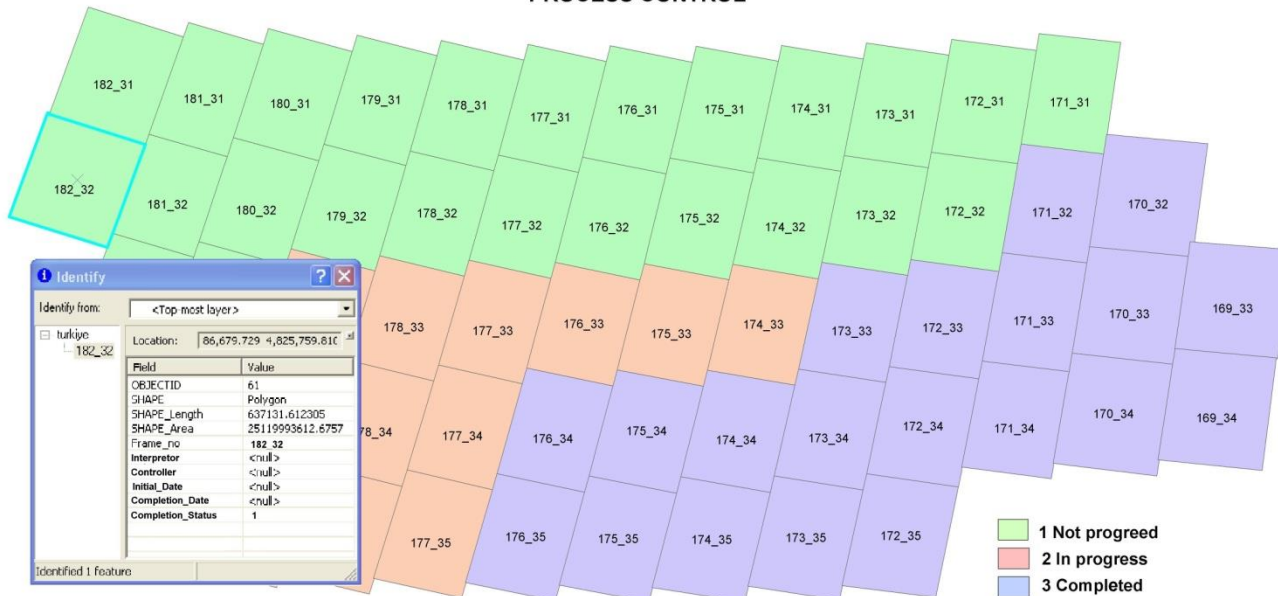 182_31
181_31
180_31
179_31
178_31
177_31
176_31
175_31
174_31
173_31
172_31
171_31
182_32
181_32
180_32
179_32
178_32
177_32
176_32
175_32
174_32
173_32
172_32
171_32
170_32
178_33
177_33
176_33
175_33
174_33
173_33
172_33
171_33
170_33
169_33
78_34
177_34
176_34
175_34
174_34
173_34
172_34
171_34
170_34
169_34
177_35
176_35
175_35
174_35
173_35
172_35
Identify
Identify from: <Top-most layer>
turkiye
182_32
Location: 86,679.729 4,825,759.810
Field Value
OBJECTID 61
SHAPE Polygon
SHAPE_Length 637131.612305
SHAPE_Area 25119993612.6757
Frame_no 182_32
Interpretor <null>
Controller <null>
Initial_Date <null>
Completion_Date <null>
Completion_Status 1
Identified 1 feature
1 Not progreed
2 In progress
3 Completed